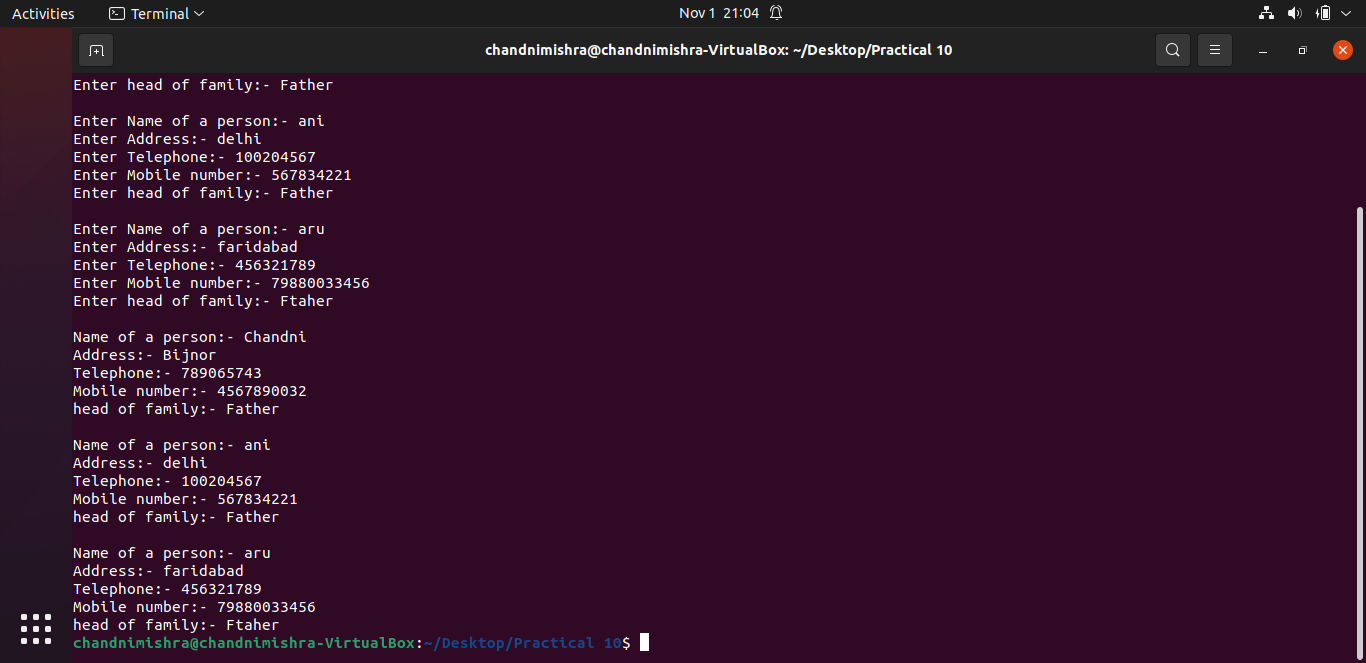 Activities
Terminal
Nov 1 21:04
chandnimishra@chandnimishra-VirtualBox: ~/Desktop/Practical 10
Enter head of family:- Father
Enter Name of a person:- ani
Enter Address:- delhi
Enter Telephone:- 100204567
Enter Mobile number:- 567834221
Enter head of family:- Father
Enter Name of a person:- aru
Enter Address:- faridabad
Enter Telephone:- 456321789
Enter Mobile number:- 79880033456
Enter head of family:- Ftaher
Name of a person:- Chandni
Address:- Bijnor
Telephone:- 789065743
Mobile number:- 4567890032
head of family:- Father
Name of a person:- ani
Address:- delhi
Telephone:- 100204567
Mobile number:- 567834221
head of family:- Father
Name of a person:- aru
Address:- faridabad
Telephone:- 456321789
Mobile number:- 79880033456
head of family:- Ftaher
chandnimishra@chandnimishra-VirtualBox:~/Desktop/Practical 10$